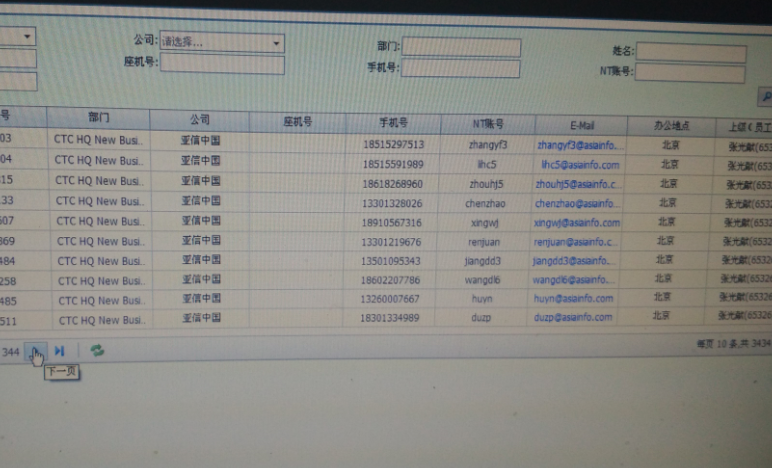 公司: 请选择... 部门: 姓名:
座机号: 手机号: NT账号:
号 部门 公司 座机号 手机号 NT账号 E-Mail 办公地点 上级(员工
03 CTC HQ New Busi.. 亚信中国 18515297513 zhangyf3 zhangyf3@asiainfo.... 北京 张光献(6532
04 CTC HQ New Busi.. 亚信中国 18515591989 lihc5 lihc5@asiainfo.com 北京 张光献(6532
815 CTC HQ New Busi.. 亚信中国 18618268960 zhouhj5 zhouhj5@asiainfo.c... 北京 张光献(6532
133 CTC HQ New Busi.. 亚信中国 13301328026 chenzhao chenzhao@asiainfo.... 北京 张光献(6532
607 CTC HQ New Busi.. 亚信中国 18910567316 xingwj xingwj@asiainfo.com 北京 张光献(6532
869 CTC HQ New Busi.. 亚信中国 13301219676 renjuan renjuan@asiainfo.c... 北京 张光献(6532
484 CTC HQ New Busi.. 亚信中国 13501095343 jiangdd3 jiangdd3@asiainfo.... 北京 张光献(65326
258 CTC HQ New Busi.. 亚信中国 18602207786 wangdl6 wangdl6@asiainfo.... 北京 张光献(65326
485 CTC HQ New Busi.. 亚信中国 13260007667 huyn huyn@asiainfo.com 北京 张光献(65326
511 CTC HQ New Busi.. 亚信中国 18301334989 duzp duzp@asiainfo.com 北京 张光献(65326
344 每页 10 条,共 3434
下一页